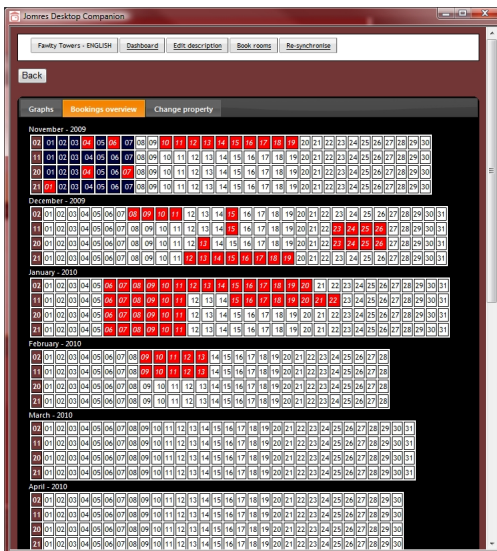 Jomres Desktop Companion
Fawlty Towers - ENGLISH Dashboard Edit description Book rooms Re-synchronise
Back
Graphs Bookings overview Change property
November - 2009
02 01 02 03 04 05 06 07 08 09 10 11 12 13 14 15 16 17 18 19 20 21 22 23 24 25 26 27 28 29 30
11 01 02 03 04 05 06 07 08 09 10 11 12 13 14 15 16 17 18 19 20 21 22 23 24 25 26 27 28 29 30
20 01 02 03 04 05 06 07 08 09 10 11 12 13 14 15 16 17 18 19 20 21 22 23 24 25 26 27 28 29 30
21 01 02 03 04 05 06 07 08 09 10 11 12 13 14 15 16 17 18 19 20 21 22 23 24 25 26 27 28 29 30
December - 2009
02 01 02 03 04 05 06 07 08 09 10 11 12 13 14 15 16 17 18 19 20 21 22 23 24 25 26 27 28 29 30 31
11 01 02 03 04 05 06 07 08 09 10 11 12 13 14 15 16 17 18 19 20 21 22 23 24 25 26 27 28 29 30 31
20 01 02 03 04 05 06 07 08 09 10 11 12 13 14 15 16 17 18 19 20 21 22 23 24 25 26 27 28 29 30 31
21 01 02 03 04 05 06 07 08 09 10 11 12 13 14 15 16 17 18 19 20 21 22 23 24 25 26 27 28 29 30 31
January - 2010
02 01 02 03 04 05 06 07 08 09 10 11 12 13 14 15 16 17 18 19 20 21 22 23 24 25 26 27 28 29 30 31
11 01 02 03 04 05 06 07 08 09 10 11 12 13 14 15 16 17 18 19 20 21 22 23 24 25 26 27 28 29 30 31
20 01 02 03 04 05 06 07 08 09 10 11 12 13 14 15 16 17 18 19 20 21 22 23 24 25 26 27 28 29 30 31
21 01 02 03 04 05 06 07 08 09 10 11 12 13 14 15 16 17 18 19 20 21 22 23 24 25 26 27 28 29 30 31
February - 2010
02 01 02 03 04 05 06 07 08 09 10 11 12 13 14 15 16 17 18 19 20 21 22 23 24 25 26 27 28
11 01 02 03 04 05 06 07 08 09 10 11 12 13 14 15 16 17 18 19 20 21 22 23 24 25 26 27 28
20 01 02 03 04 05 06 07 08 09 10 11 12 13 14 15 16 17 18 19 20 21 22 23 24 25 26 27 28
21 01 02 03 04 05 06 07 08 09 10 11 12 13 14 15 16 17 18 19 20 21 22 23 24 25 26 27 28
March - 2010
02 01 02 03 04 05 06 07 08 09 10 11 12 13 14 15 16 17 18 19 20 21 22 23 24 25 26 27 28 29 30 31
11 01 02 03 04 05 06 07 08 09 10 11 12 13 14 15 16 17 18 19 20 21 22 23 24 25 26 27 28 29 30 31
20 01 02 03 04 05 06 07 08 09 10 11 12 13 14 15 16 17 18 19 20 21 22 23 24 25 26 27 28 29 30 31
21 01 02 03 04 05 06 07 08 09 10 11 12 13 14 15 16 17 18 19 20 21 22 23 24 25 26 27 28 29 30 31
April - 2010
02 01 02 03 04 05 06 07 08 09 10 11 12 13 14 15 16 17 18 19 20 21 22 23 24 25 26 27 28 29 30
11 01 02 03 04 05 06 07 08 09 10 11 12 13 14 15 16 17 18 19 20 21 22 23 24 25 26 27 28 29 30
20 01 02 03 04 05 06 07 08 09 10 11 12 13 14 15 16 17 18 19 20 21 22 23 24 25 26 27 28 29 30
21 01 02 03 04 05 06 07 08 09 10 11 12 13 14 15 16 17 18 19 20 21 22 23 24 25 26 27 28 29 30